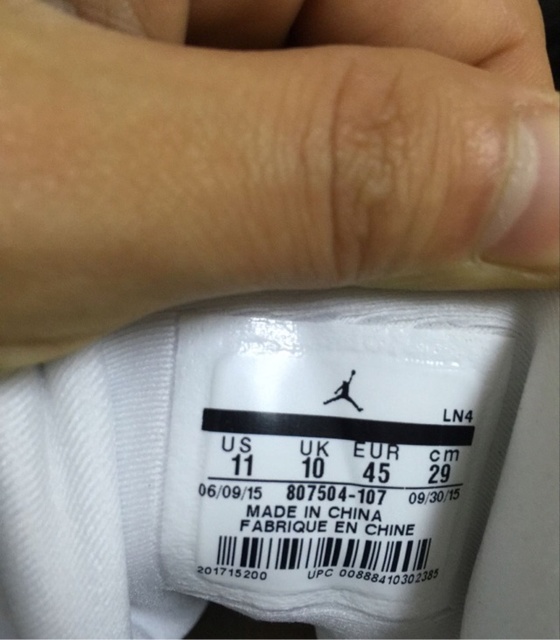 LN4
US UK EUR cm
11 10 45 29
06/09/15 807504-107 09/30/15
MADE IN CHINA
FABRIQUE EN CHINE
201715200 UPC 00888410302385